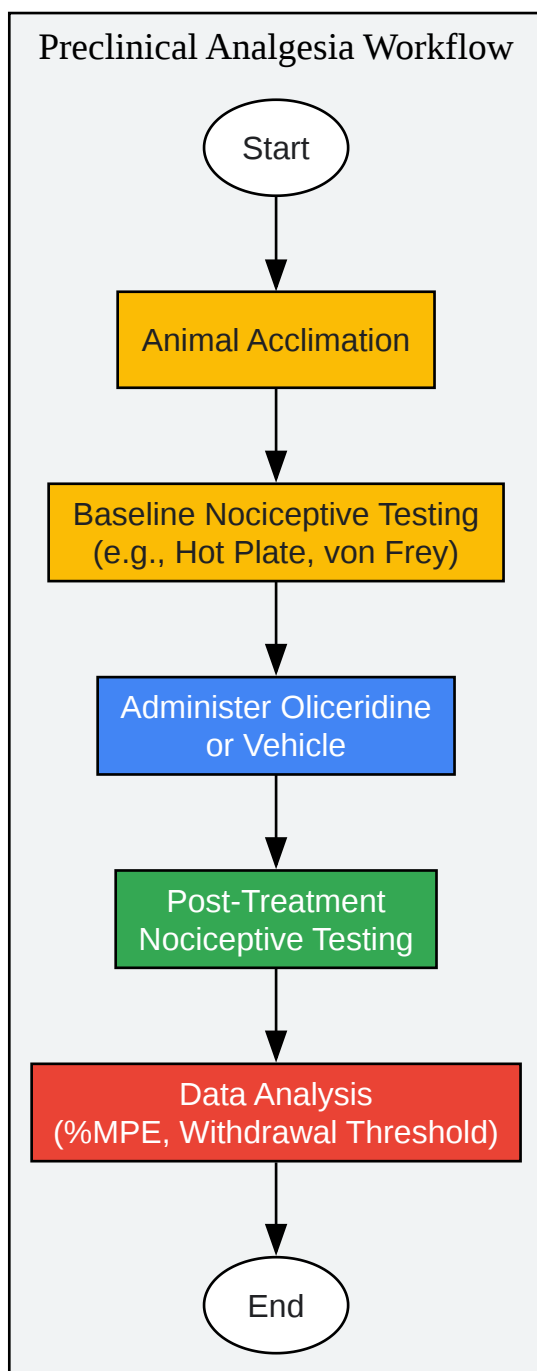 Preclinical Analgesia Workflow
Start
Animal Acclimation
Baseline Nociceptive Testing
(e.g., Hot Plate, von Frey)
Administer Oliceridine
or Vehicle
Post-Treatment
Nociceptive Testing
Data Analysis
(%MPE, Withdrawal Threshold)
End